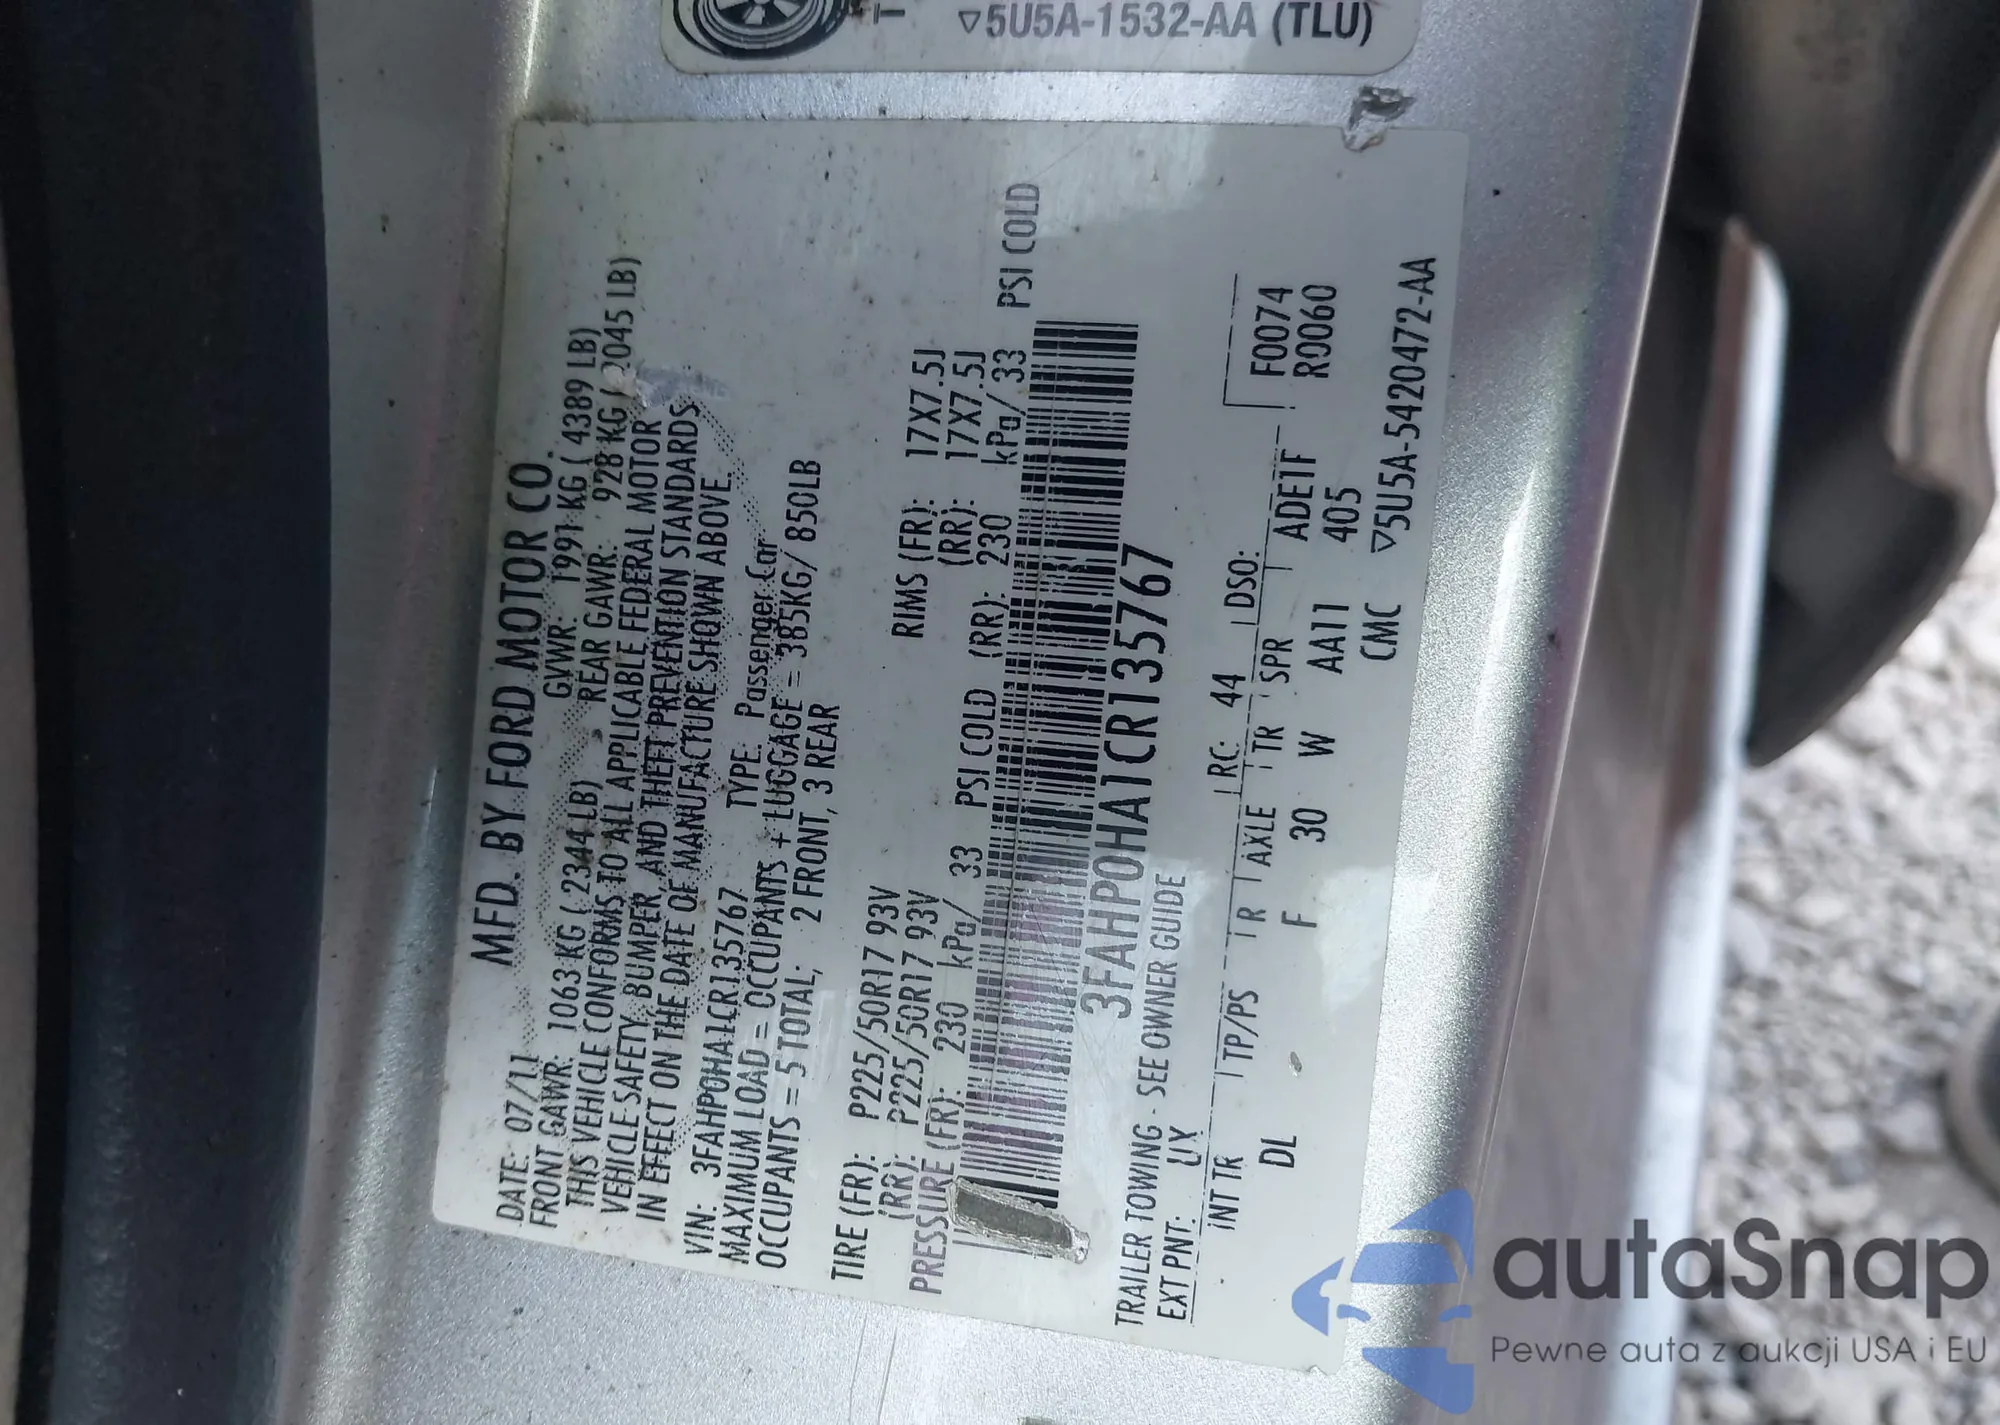 ▽5U5A-1532-AA (TLU)
MFD. BY FORD MOTOR CO.
DATE: 07/11 GVWR: 1991 KG ( 4389 LB)
FRONT GAWR: 1063 KG ( 2344 LB) REAR GAWR: 928 KG ( 2045 LB)
THIS VEHICLE CONFORMS TO ALL APPLICABLE FEDERAL MOTOR
VEHICLE SAFETY, BUMPER, AND THEFT PREVENTION STANDARDS
IN EFFECT ON THE DATE OF MANUFACTURE SHOWN ABOVE.
VIN: 3FAHP0HA1CR135767 TYPE: Passenger Car
MAXIMUM LOAD = OCCUPANTS + LUGGAGE = 385KG/ 850LB
OCCUPANTS = 5 TOTAL, 2 FRONT, 3 REAR
TIRE (FR): P225/50R17 93V RIMS (FR): 17X7.5J
(RR): P225/50R17 93V (RR): 17X7.5J
PRESSURE (FR): 230 kPa/ 33 PSI COLD (RR): 230 kPa/ 33 PSI COLD
3FAHP0HA1CR135767
TRAILER TOWING - SEE OWNER GUIDE
EXT PNT: UX RC: 44 DSO: F0074
INT TR TP/PS R AXLE TR SPR ADETF R0060
DL F 30 W AA11 405
CMC ▽5U5A-5420472-AA
autoSnap
Pewne auta z aukcji USA i EU